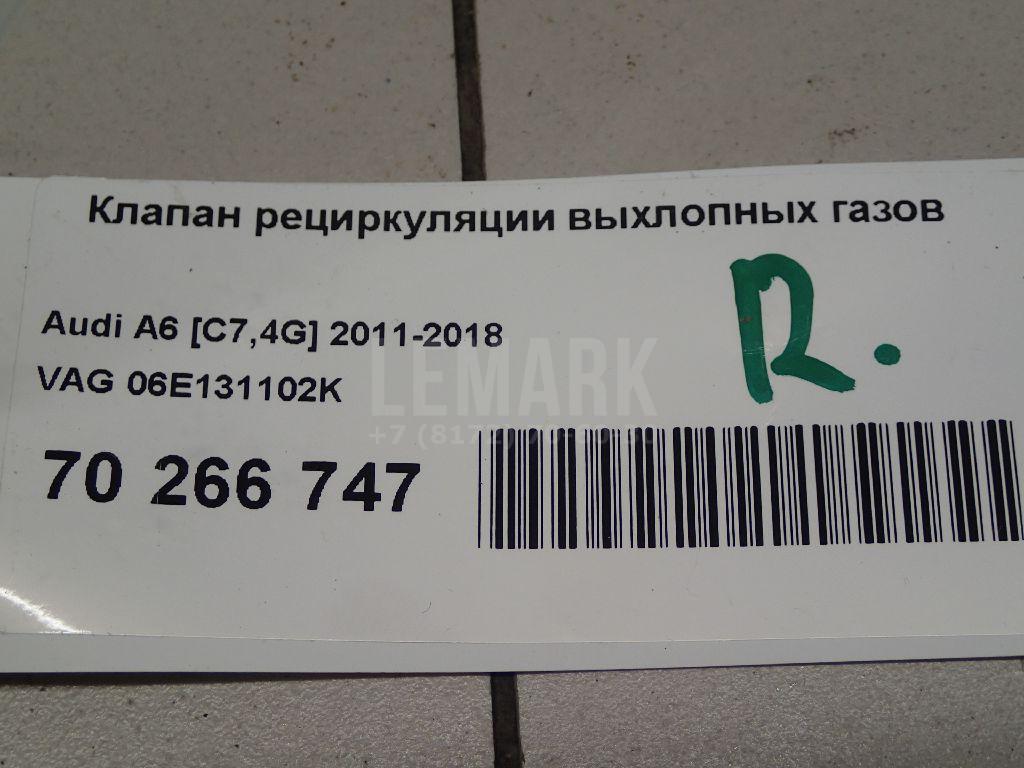 Клапан рециркуляции выхлопных газов
R.
Audi A6 [C7,4G] 2011-2018
VAG 06E131102K
LEMARK
70 266 747